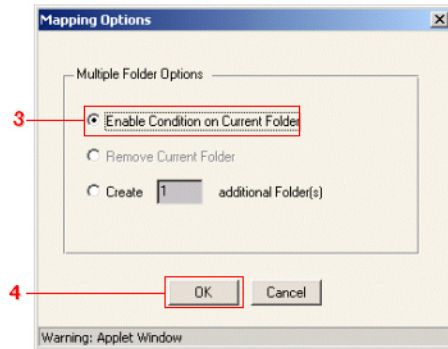 Mapping Options
Multiple Folder Options
3
Enable Condition on Current Folder
Remove Current Folder
Create 1 additional Folder(s)
4
OK Cancel
Warning: Applet Window